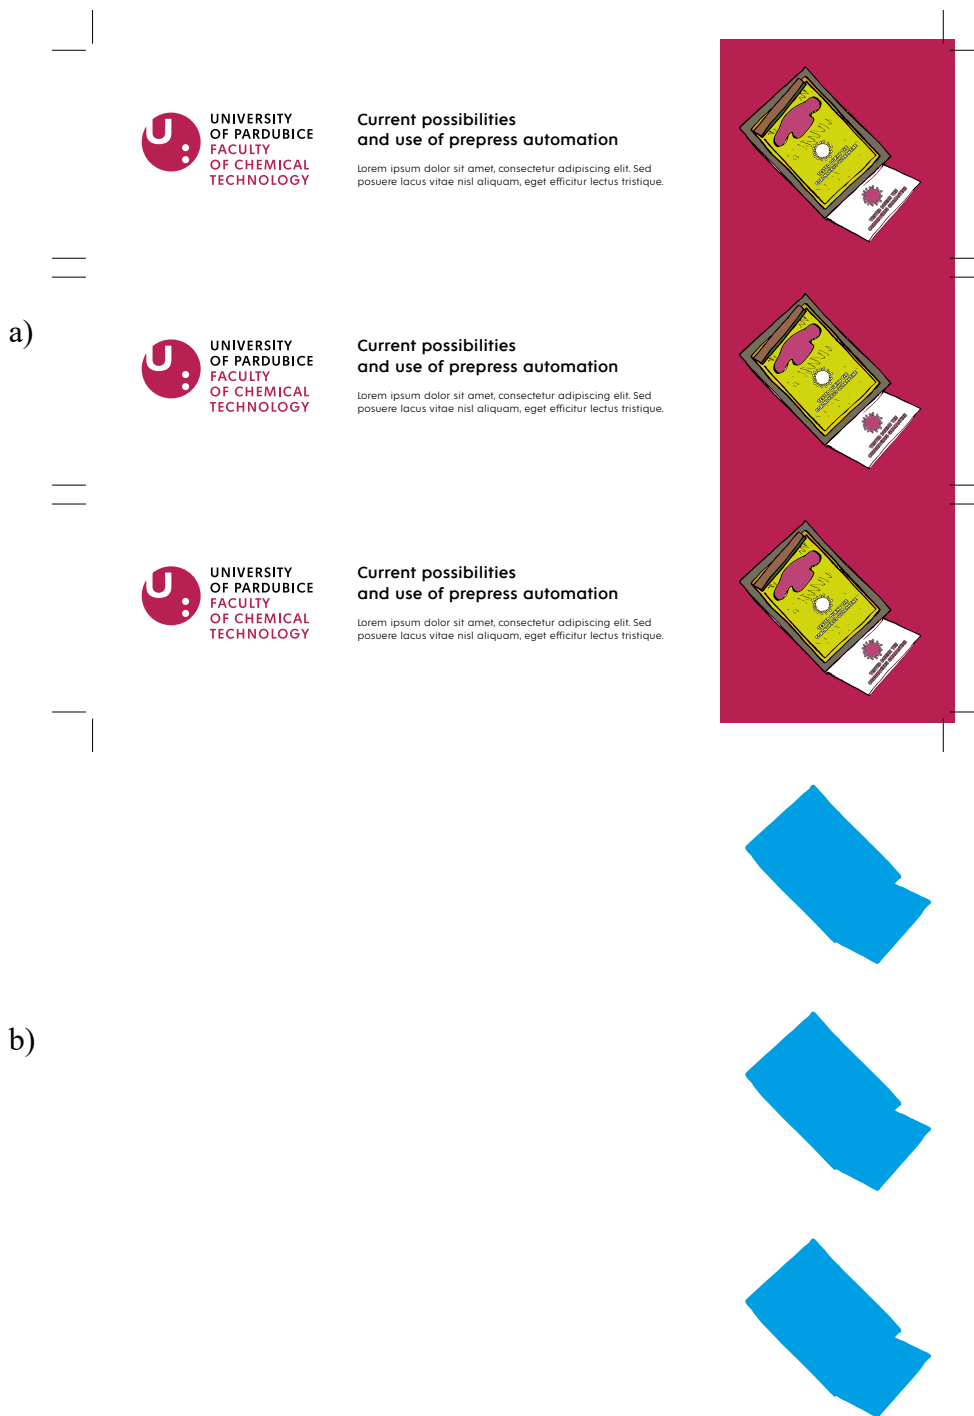 UNIVERSITY
OF PARDUBICE
FACULTY
OF CHEMICAL
TECHNOLOGY
Current possibilities
and use of prepress automation
Lorem ipsum dolor sit amet, consectetur adipiscing elit. Sed
posuere lacus vitae nisl aliquam, eget efficitur lectus tristique.
a)
UNIVERSITY
OF PARDUBICE
FACULTY
OF CHEMICAL
TECHNOLOGY
Current possibilities
and use of prepress automation
Lorem ipsum dolor sit amet, consectetur adipiscing elit. Sed
posuere lacus vitae nisl aliquam, eget efficitur lectus tristique.
UNIVERSITY
OF PARDUBICE
FACULTY
OF CHEMICAL
TECHNOLOGY
Current possibilities
and use of prepress automation
Lorem ipsum dolor sit amet, consectetur adipiscing elit. Sed
posuere lacus vitae nisl aliquam, eget efficitur lectus tristique.
b)